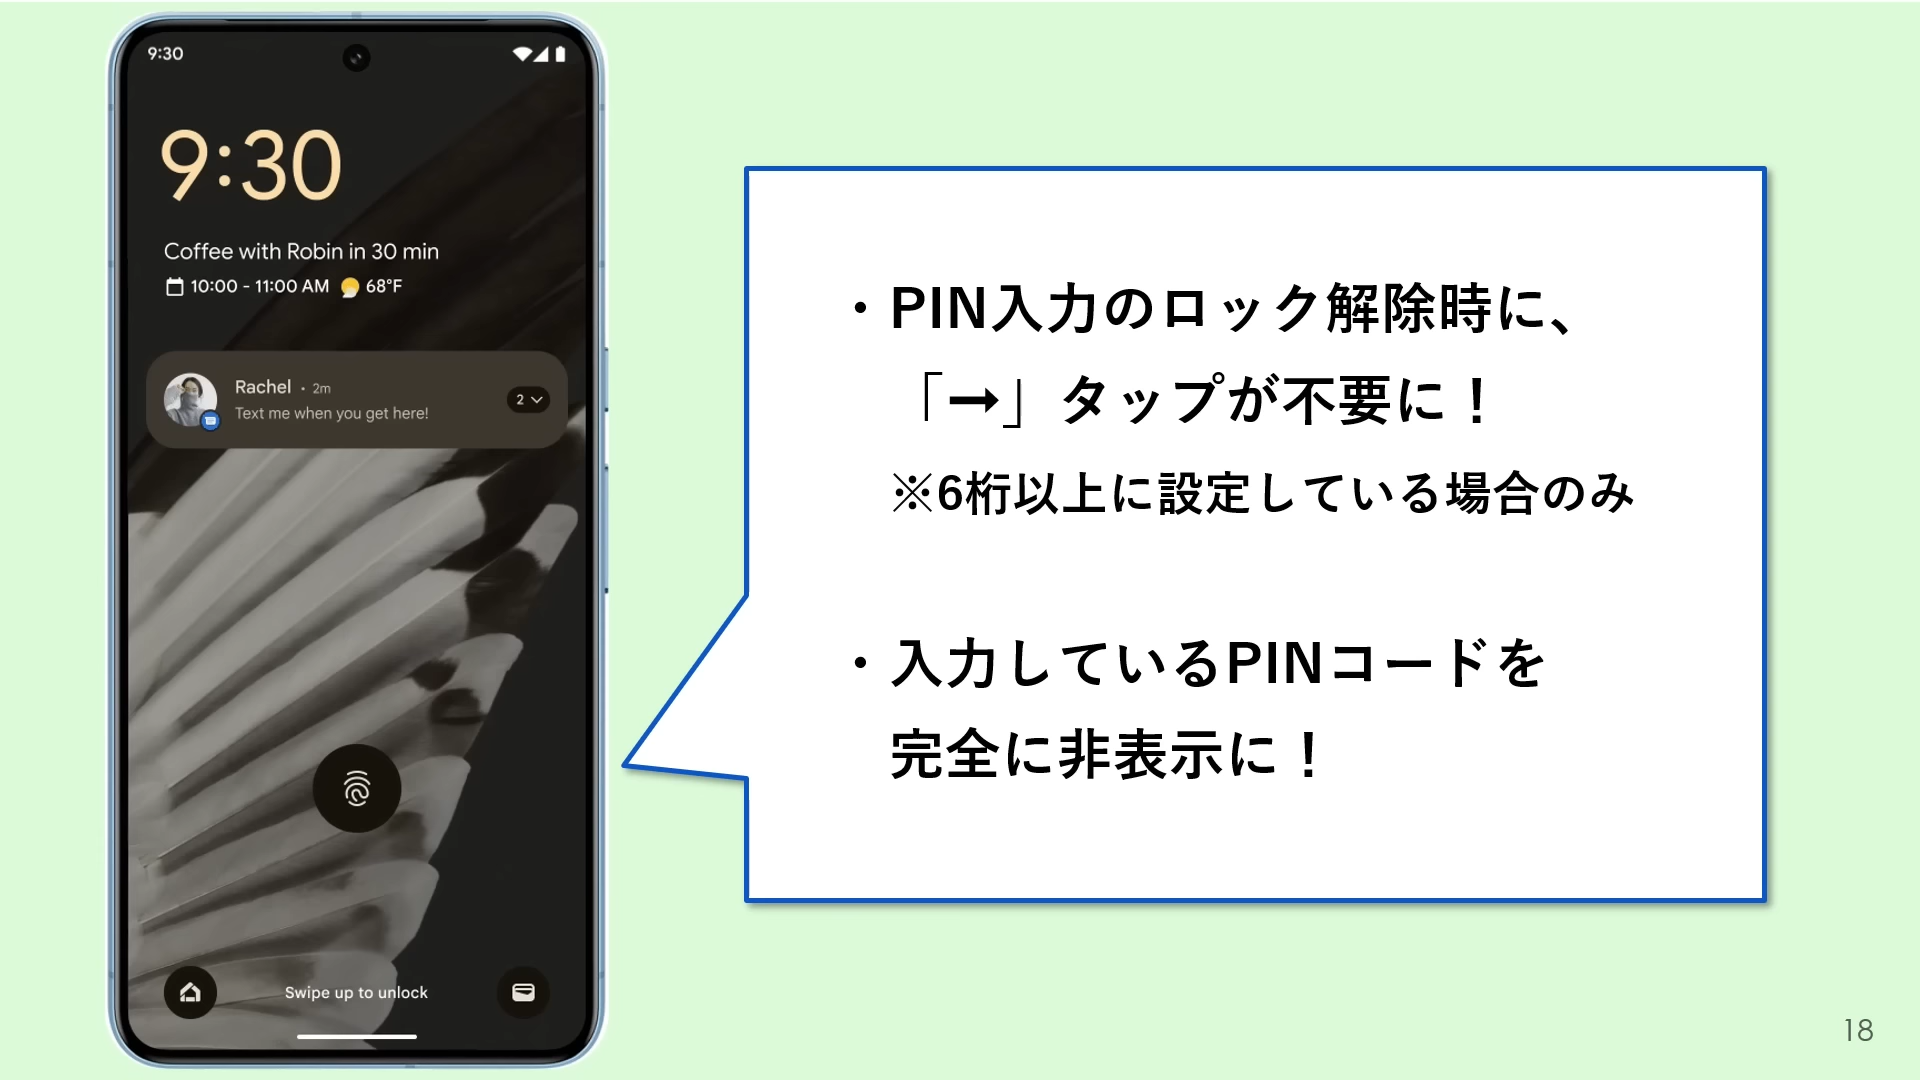 9:30
9:30
Coffee with Robin in 30 min
10:00 - 11:00 AM 68°F
Rachel · 2m
2
Text me when you get here!
Swipe up to unlock
・PIN入力のロック解除時に、
「→」タップが不要に！
※6桁以上に設定している場合のみ
・入力しているPINコードを
完全に非表示に！
18